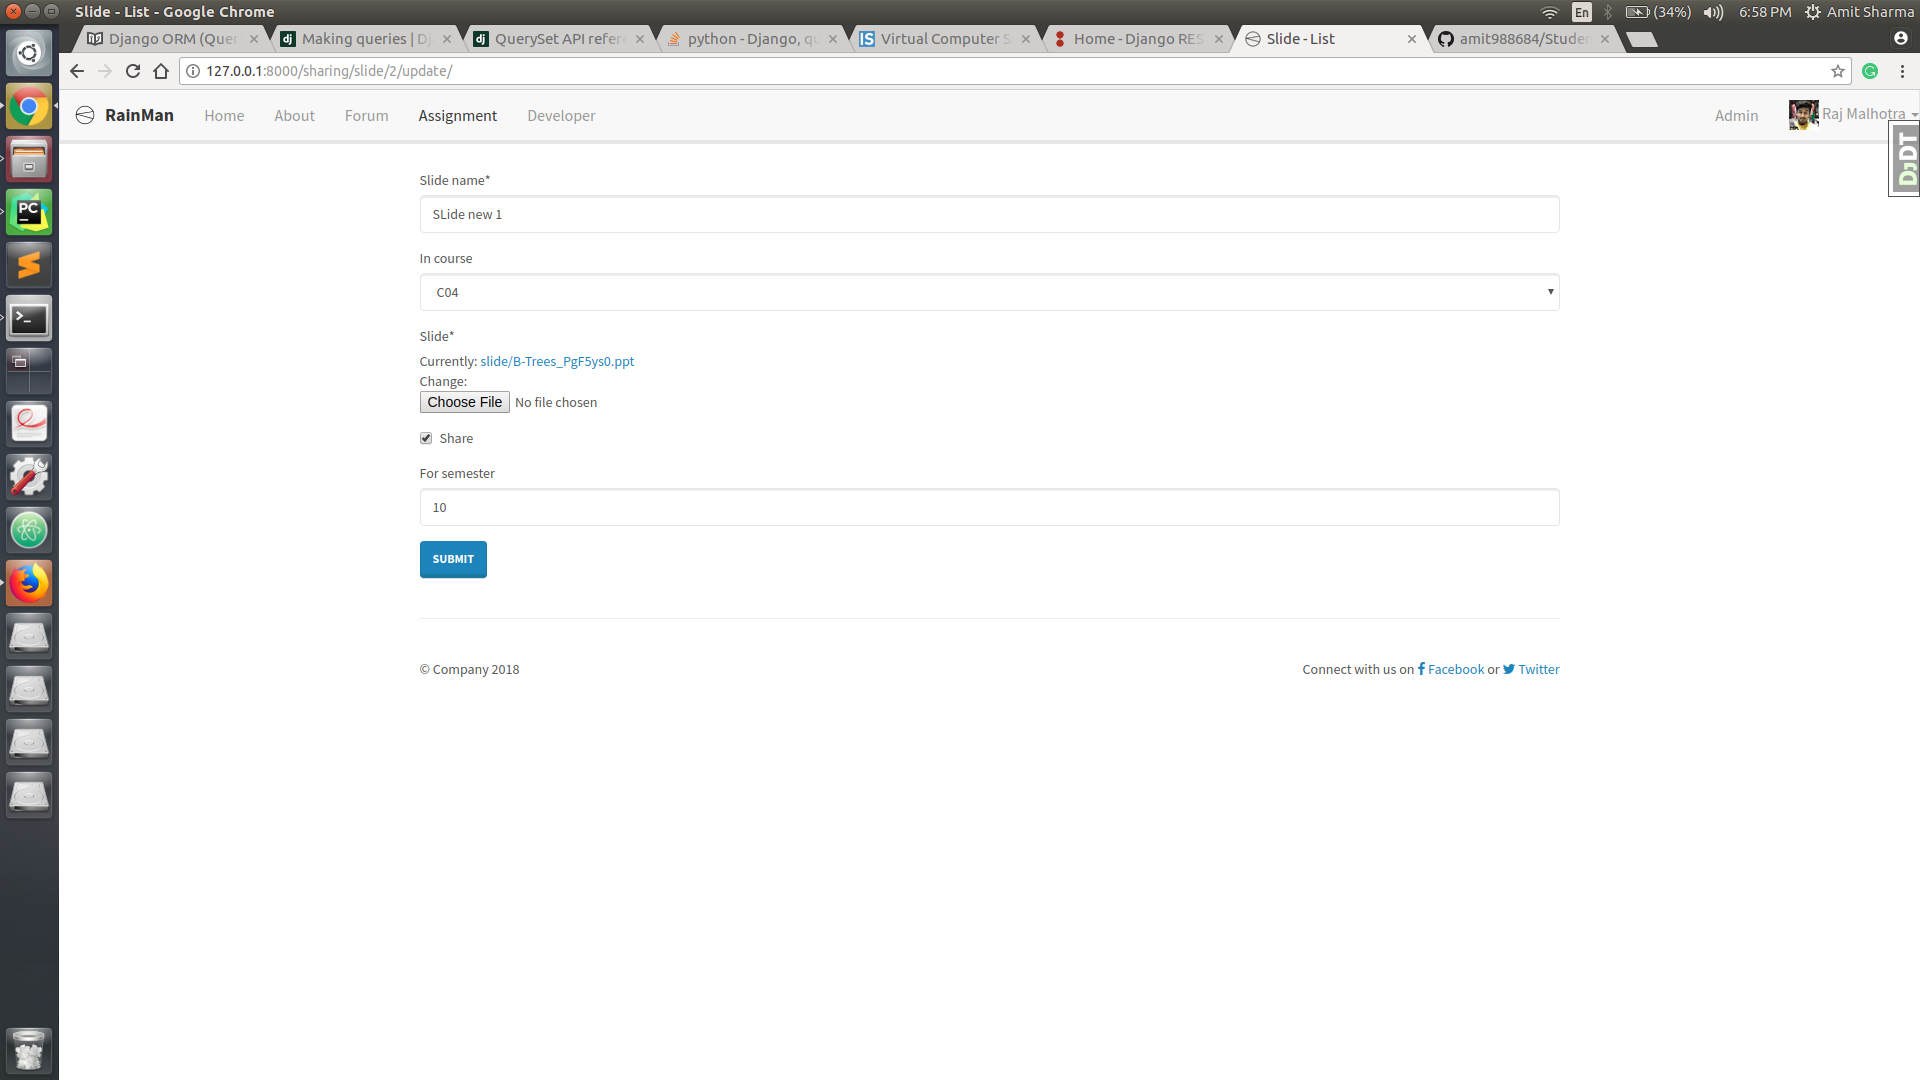 Slide - List - Google Chrome
En (34%) 6:58 PM Amit Sharma
Django ORM (Quer Making queries | Dj QuerySet API refere python - Django, qu Virtual Computer S Home - Django RES Slide - List amit988684/Studen
127.0.0.1:8000/sharing/slide/2/update/
RainMan Home About Forum Assignment Developer Admin Raj Malhotra
DJDT
Slide name*
SLide new 1
In course
C04
Slide*
Currently: slide/B-Trees_PgF5ys0.ppt
Change:
Choose File No file chosen
Share
For semester
10
SUBMIT
© Company 2018 Connect with us on Facebook or Twitter